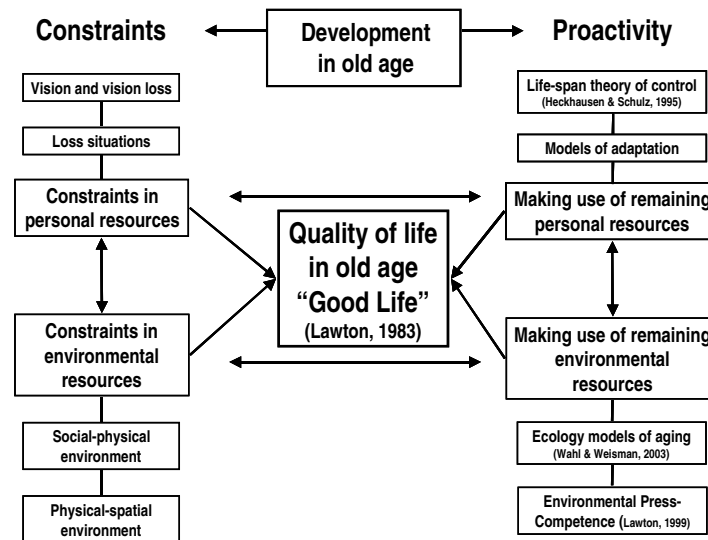 Constraints
Development
in old age
Proactivity
Vision and vision loss
Loss situations
Constraints in
personal resources
Constraints in
environmental
resources
Social-physical
environment
Physical-spatial
environment
Quality of life
in old age
“Good Life”
(Lawton, 1983)
Life-span theory of control
(Heckhausen & Schulz, 1995)
Models of adaptation
Making use of remaining
personal resources
Making use of remaining
environmental
resources
Ecology models of aging
(Wahl & Weisman, 2003)
Environmental Press-
Competence (Lawton, 1999)